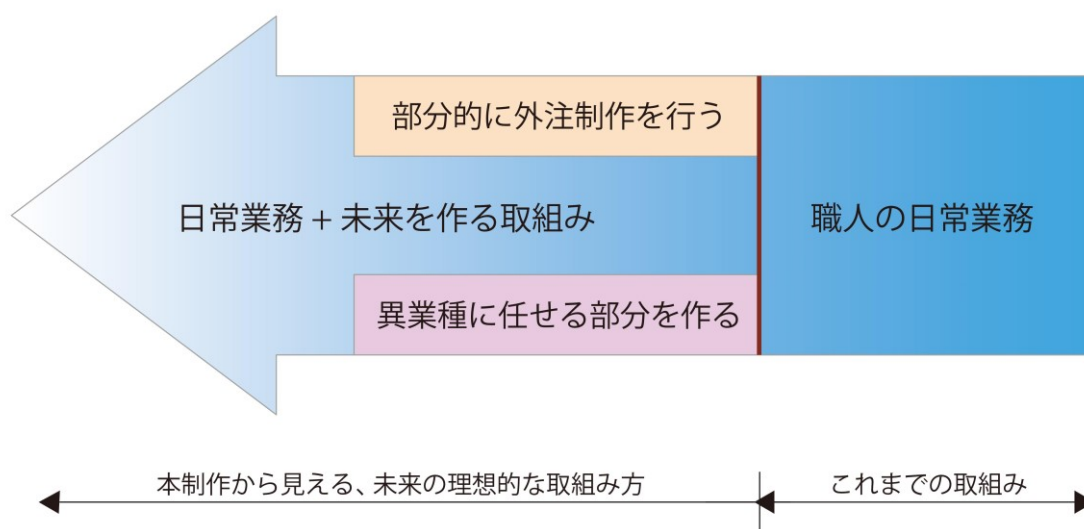 部分的に外注制作を行う
日常業務 + 未来を作る取組み
職人の日常業務
異業種に任せる部分を作る
本制作から見える、未来の理想的な取組み方
これまでの取組み